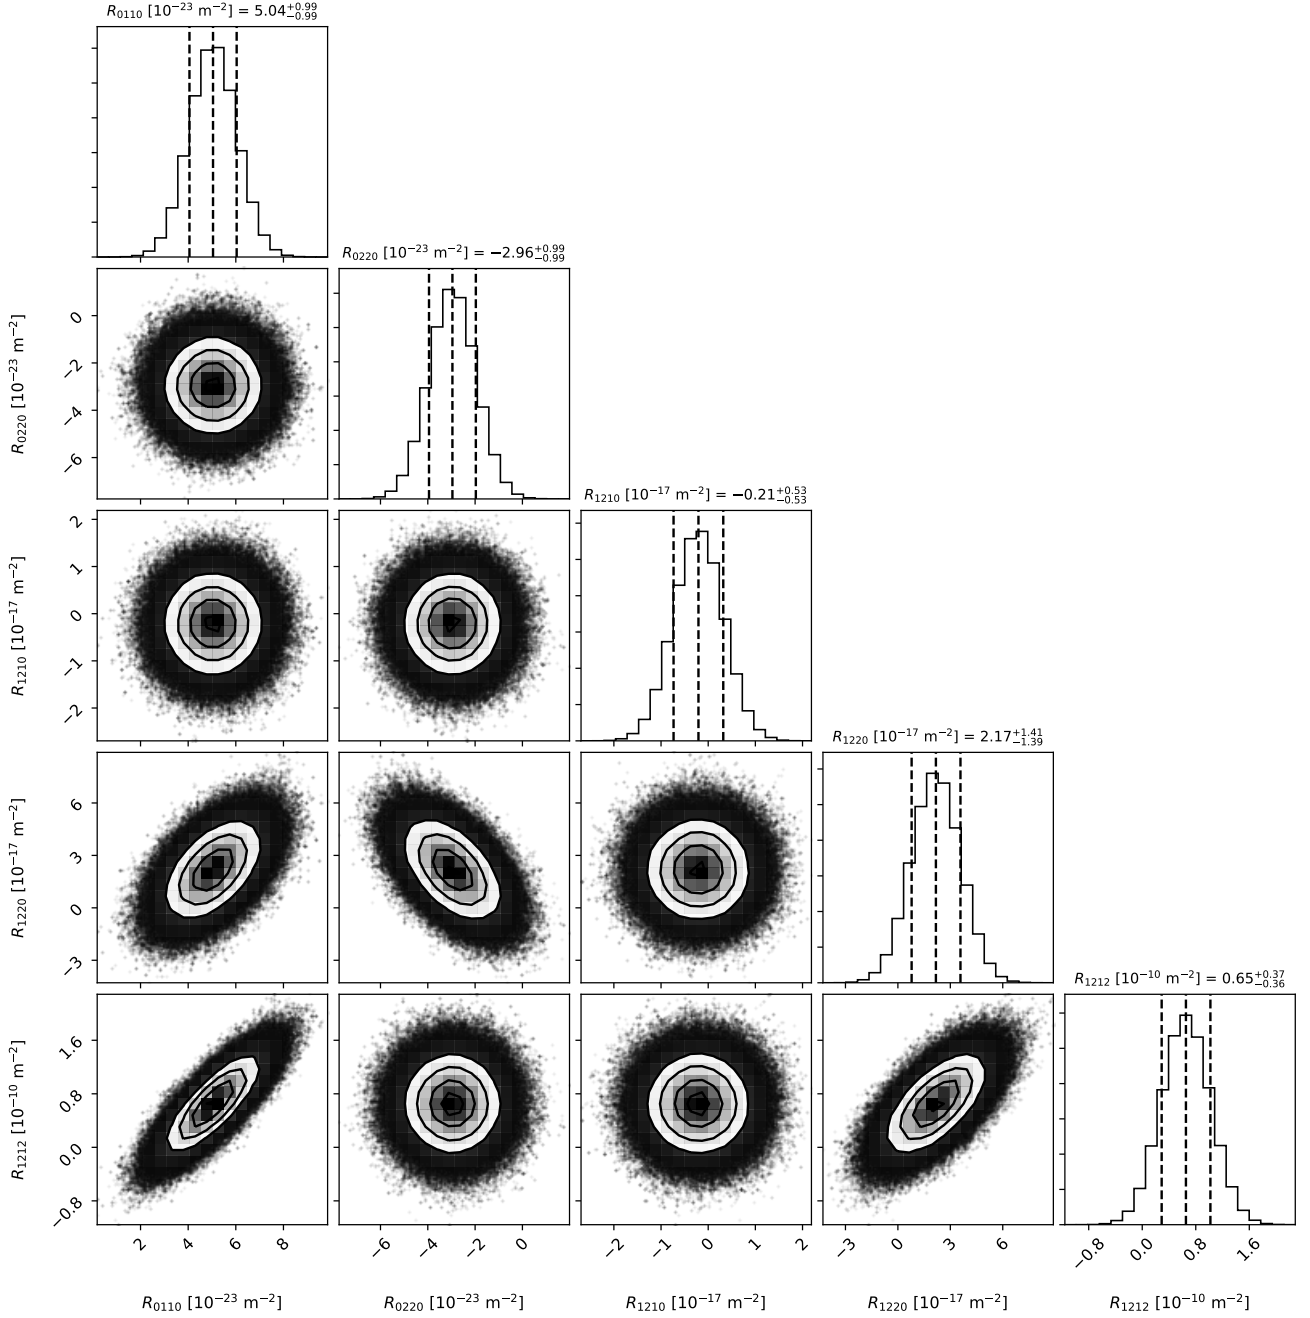 R₀₁₁₀ [10⁻²³ m⁻²] = 5.04⁺⁰·⁹⁹₋₀.₉₉
R₀₂₂₀ [10⁻²³ m⁻²] = −2.96⁺⁰·⁹⁹₋₀.₉₉
0
−2
−4
−6
R₀₂₂₀ [10⁻²³ m⁻²]
R₁₂₁₀ [10⁻¹⁷ m⁻²] = −0.21⁺⁰·⁵³₋₀.₅₃
2
1
0
−1
−2
R₁₂₁₀ [10⁻¹⁷ m⁻²]
R₁₂₂₀ [10⁻¹⁷ m⁻²] = 2.17⁺¹·⁴¹₋₁.₃₉
6
3
0
−3
R₁₂₂₀ [10⁻¹⁷ m⁻²]
R₁₂₁₂ [10⁻¹⁰ m⁻²] = 0.65⁺⁰·³⁷₋₀.₃₆
1.6
0.8
0.0
−0.8
R₁₂₁₂ [10⁻¹⁰ m⁻²]
2 4 6 8 −6 −4 −2 0 −2 −1 0 1 2 −3 0 3 6 −0.8 0.0 0.8 1.6
R₀₁₁₀ [10⁻²³ m⁻²] R₀₂₂₀ [10⁻²³ m⁻²] R₁₂₁₀ [10⁻¹⁷ m⁻²] R₁₂₂₀ [10⁻¹⁷ m⁻²] R₁₂₁₂ [10⁻¹⁰ m⁻²]